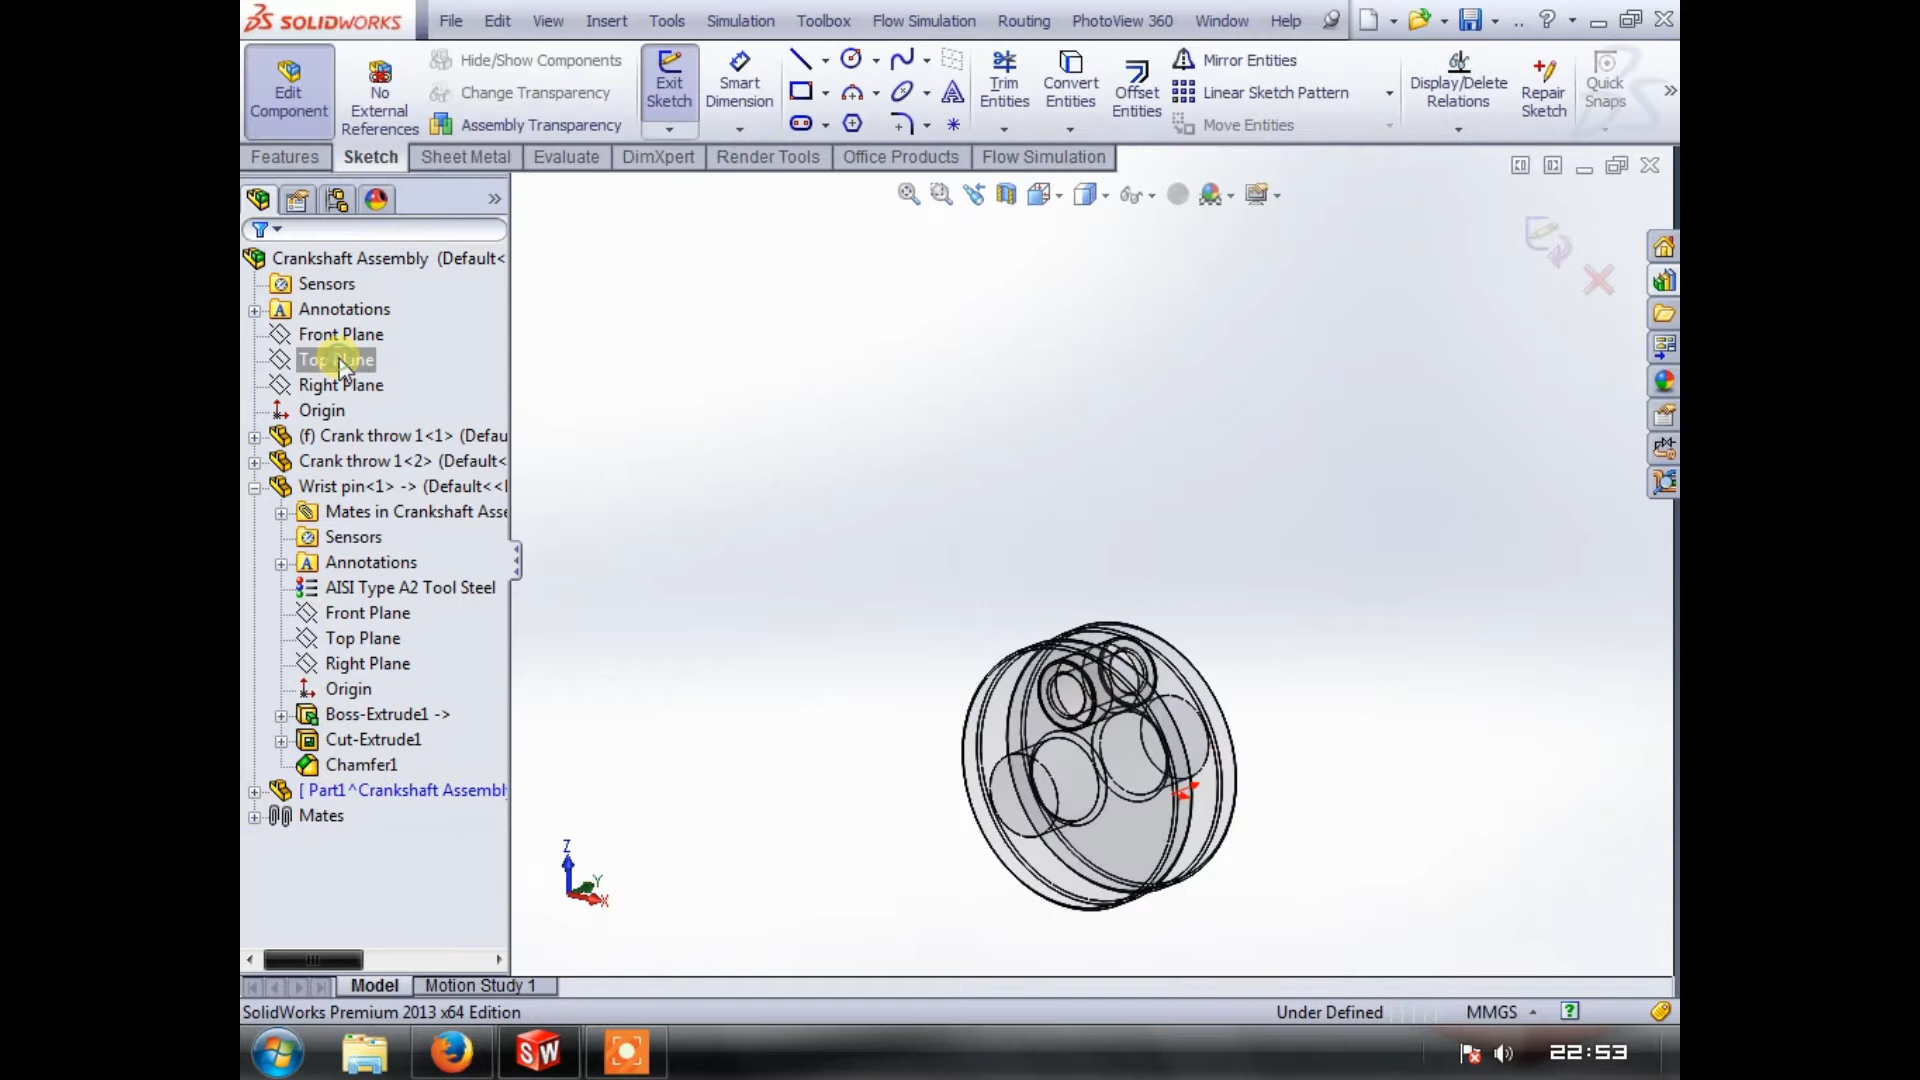 SOLIDWORKS File Edit View Insert Tools Simulation Toolbox Flow Simulation Routing PhotoView 360 Window Help
Edit Component
No External References
Hide/Show Components
Change Transparency
Assembly Transparency
Exit Sketch
Smart Dimension
Trim Entities
Convert Entities
Offset Entities
Mirror Entities
Linear Sketch Pattern
Move Entities
Display/Delete Relations
Repair Sketch
Quick Snaps
Features Sketch Sheet Metal Evaluate DimXpert Render Tools Office Products Flow Simulation
Crankshaft Assembly (Default<
Sensors
Annotations
Front Plane
Top Plane
Right Plane
Origin
(f) Crank throw 1<1> (Defau
Crank throw 1<2> (Default<
Wrist pin<1> -> (Default<<
Mates in Crankshaft Asse
Sensors
Annotations
AISI Type A2 Tool Steel
Front Plane
Top Plane
Right Plane
Origin
Boss-Extrude1 ->
Cut-Extrude1
Chamfer1
[ Part1^Crankshaft Assembl
Mates
Z
Y
X
Model Motion Study 1
SolidWorks Premium 2013 x64 Edition Under Defined MMGS
SW 22:53